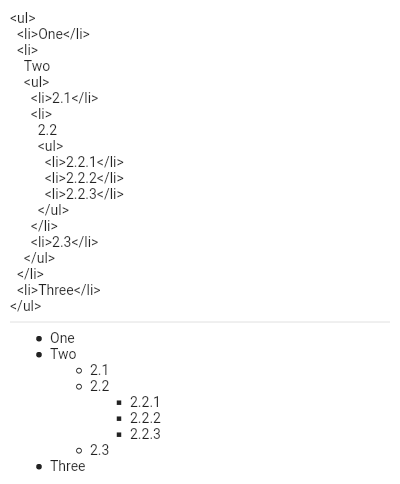 <ul>
<li>One</li>
<li>
Two
<ul>
<li>2.1</li>
<li>
2.2
<ul>
<li>2.2.1</li>
<li>2.2.2</li>
<li>2.2.3</li>
</ul>
</li>
<li>2.3</li>
</ul>
</li>
<li>Three</li>
</ul>
One
Two
2.1
2.2
2.2.1
2.2.2
2.2.3
2.3
Three